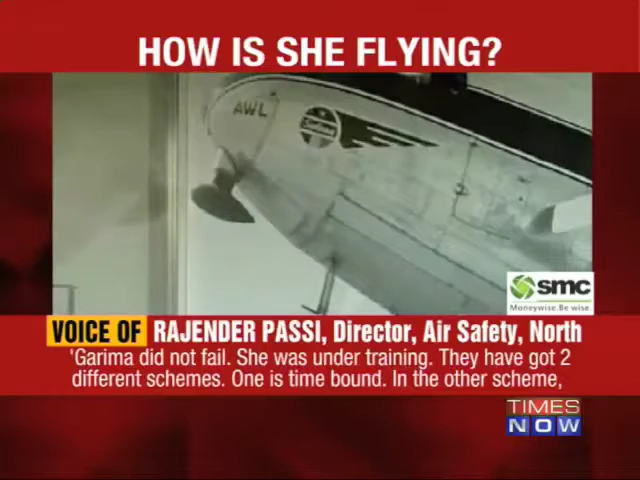 HOW IS SHE FLYING?
AWL
smc
Moneywise. Be wise
VOICE OF RAJENDER PASSI, Director, Air Safety, North
'Garima did not fail. She was under training. They have got 2
different schemes. One is time bound. In the other scheme,
TIMES
NOW